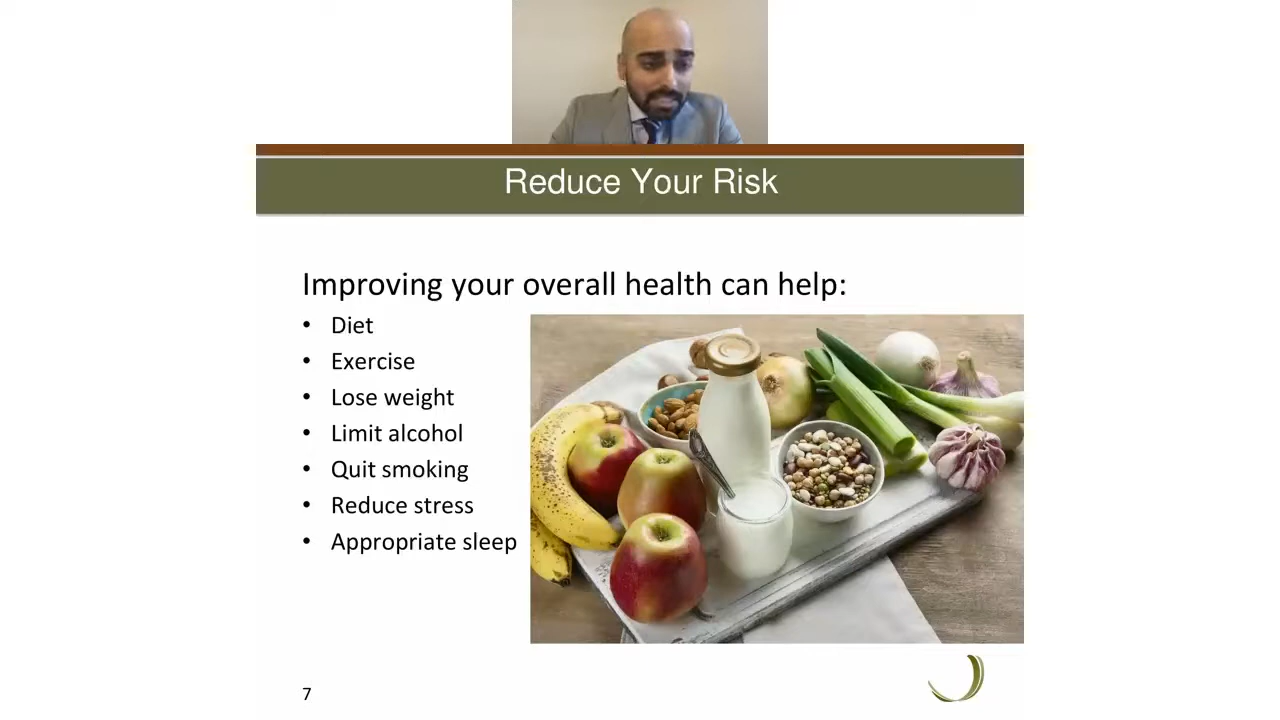 Reduce Your Risk
Improving your overall health can help:
• Diet
• Exercise
• Lose weight
• Limit alcohol
• Quit smoking
• Reduce stress
• Appropriate sleep
7